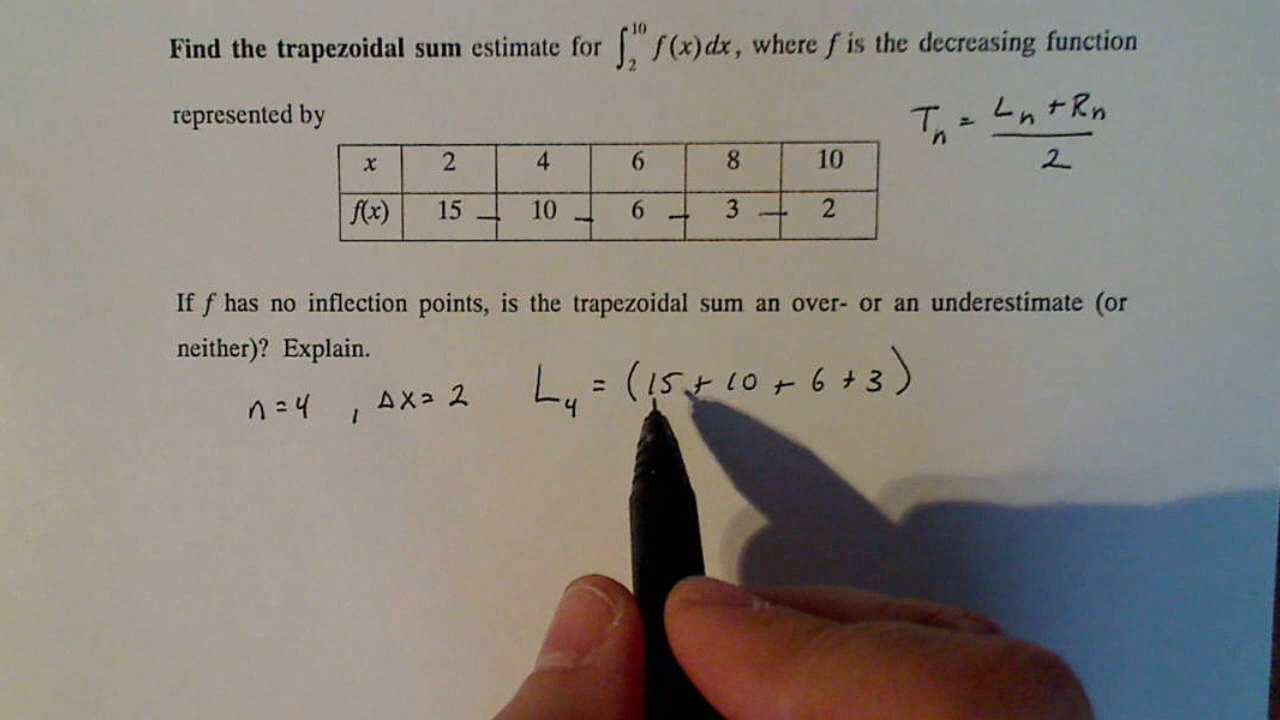 Find the trapezoidal sum estimate for ∫₂¹⁰ f(x)dx, where f is the decreasing function
represented by
Tₙ = (Lₙ + Rₙ)/2
x 2 4 6 8 10
f(x) 15 10 6 3 2
If f has no inflection points, is the trapezoidal sum an over- or an underestimate (or
neither)? Explain.
n=4 , Δx=2 L₄ = (15+10+6+3)